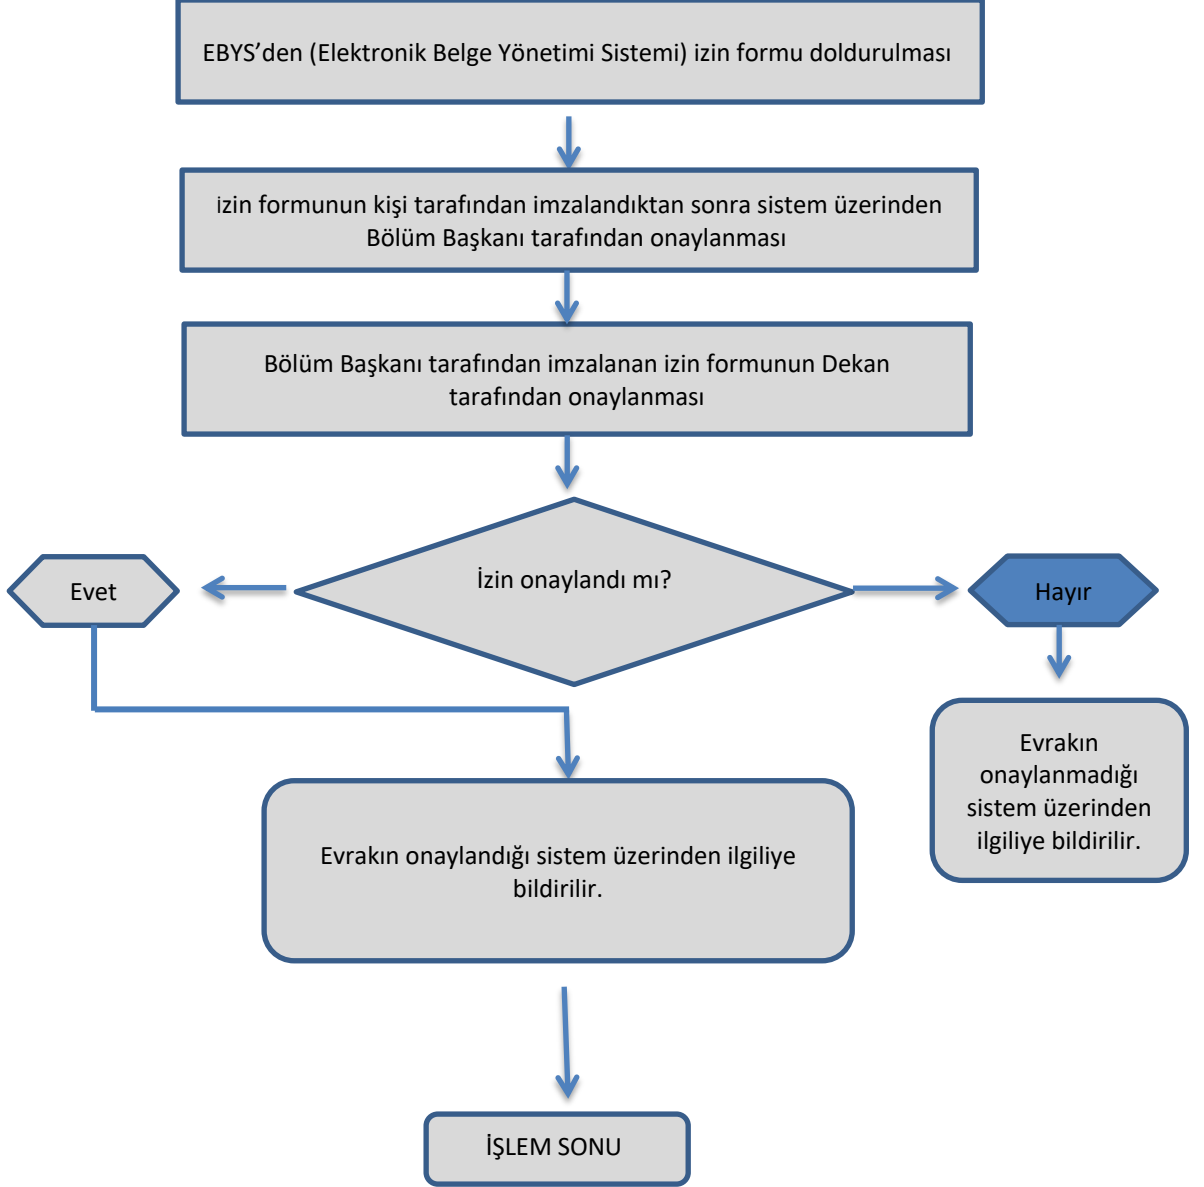 EBYS’den (Elektronik Belge Yönetimi Sistemi) izin formu doldurulması
izin formunun kişi tarafından imzalandıktan sonra sistem üzerinden
Bölüm Başkanı tarafından onaylanması
Bölüm Başkanı tarafından imzalanan izin formunun Dekan
tarafından onaylanması
İzin onaylandı mı?
Evet
Hayır
Evrakın
onaylanmadığı
sistem üzerinden
ilgiliye bildirilir.
Evrakın onaylandığı sistem üzerinden ilgiliye
bildirilir.
İŞLEM SONU